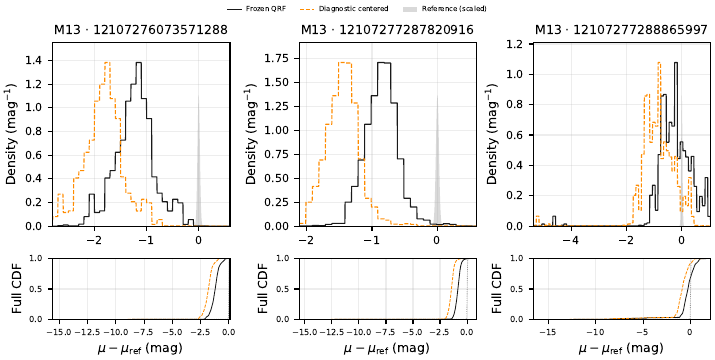 Frozen QRF Diagnostic centered Reference (scaled)
M13 · 12107276073571288 M13 · 12107277287820916 M13 · 12107277288865997
Density (mag⁻¹) Density (mag⁻¹) Density (mag⁻¹)
1.4 1.2 1.0 0.8 0.6 0.4 0.2 0.0
−2 −1 0
1.75 1.50 1.25 1.00 0.75 0.50 0.25 0.00
−2 −1 0
1.2 1.0 0.8 0.6 0.4 0.2 0.0
−4 −2 0
Full CDF Full CDF Full CDF
1.0 0.5 0.0
−15.0 −12.5 −10.0 −7.5 −5.0 −2.5 0.0
1.0 0.5 0.0
−15.0 −12.5 −10.0 −7.5 −5.0 −2.5 0.0
1.0 0.5 0.0
−15 −10 −5 0
μ − μref (mag) μ − μref (mag) μ − μref (mag)